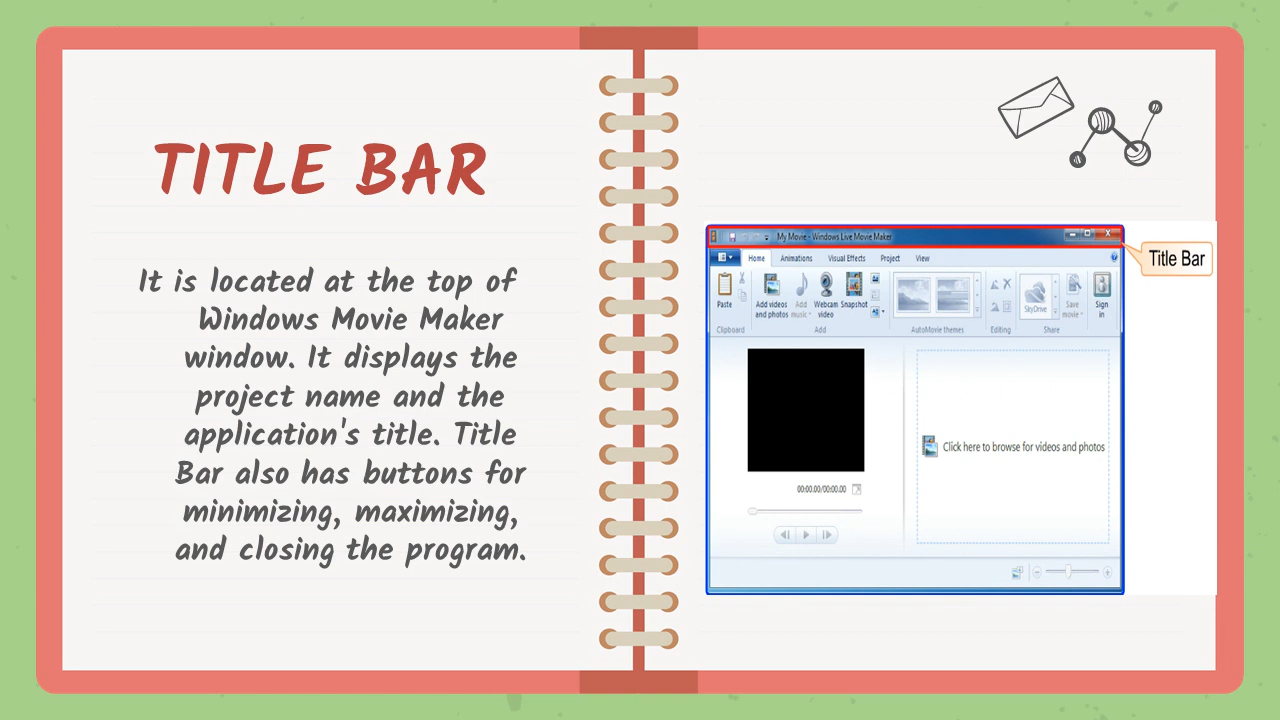 TITLE BAR
It is located at the top of
Windows Movie Maker
window. It displays the
project name and the
application's title. Title
Bar also has buttons for
minimizing, maximizing,
and closing the program.
My Movie - Windows Live Movie Maker
Title Bar
Home Animations Visual Effects Project View
Paste
Add videos
and photos
Add
music
Webcam
video
Snapshot
SkyDrive
Save
movie
Sign
in
Clipboard Add AutoMovie themes Editing Share
Click here to browse for videos and photos
00:00.00/00:00.00